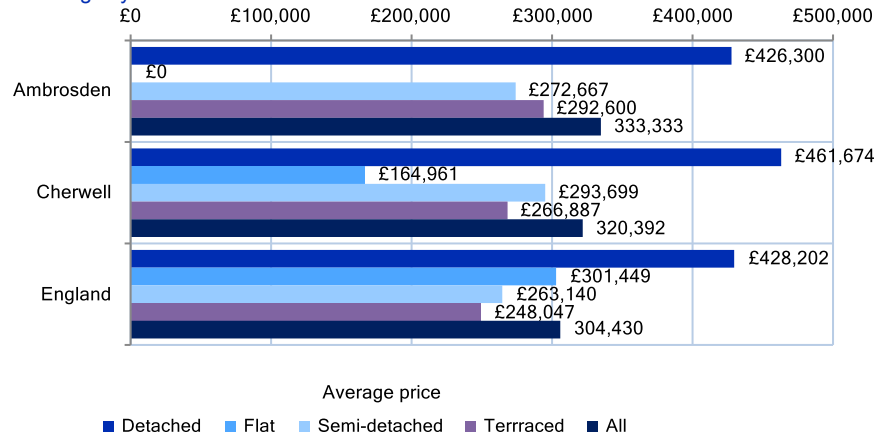 £0 £100,000 £200,000 £300,000 £400,000 £500,000
£426,300
£0
Ambrosden
£272,667
£292,600
333,333
£461,674
£164,961
Cherwell
£293,699
£266,887
320,392
£428,202
£301,449
England
£263,140
£248,047
304,430
Average price
Detached Flat Semi-detached Terrraced All